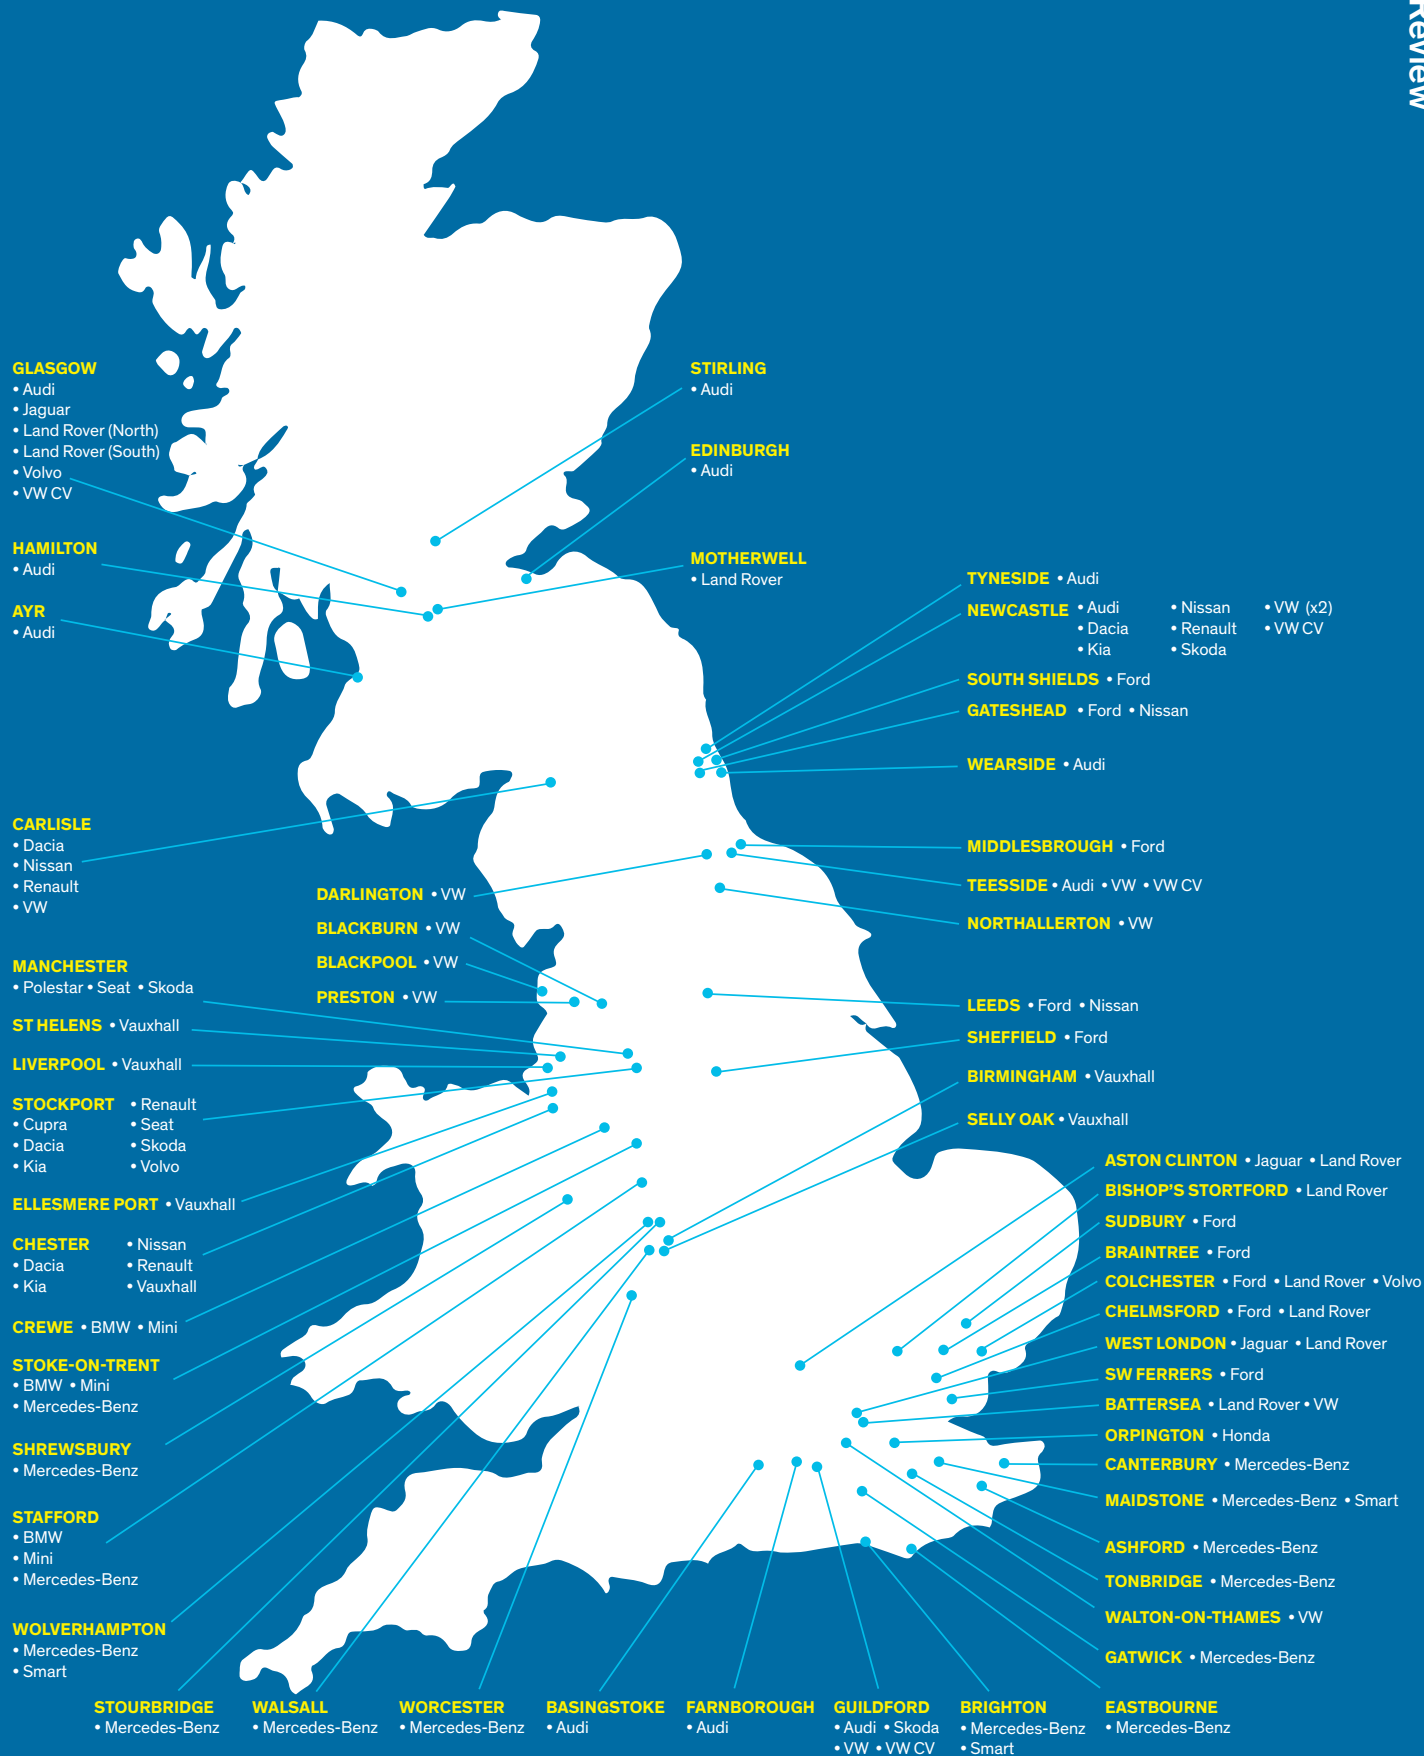 Review
GLASGOW
• Audi
• Jaguar
• Land Rover (North)
• Land Rover (South)
• Volvo
• VW CV
HAMILTON
• Audi
AYR
• Audi
STIRLING
• Audi
EDINBURGH
• Audi
MOTHERWELL
• Land Rover
TYNESIDE • Audi
NEWCASTLE • Audi • Nissan • VW (x2)
• Dacia • Renault • VW CV
• Kia • Skoda
SOUTH SHIELDS • Ford
GATESHEAD • Ford • Nissan
WEARSIDE • Audi
CARLISLE
• Dacia
• Nissan
• Renault
• VW
DARLINGTON • VW
BLACKBURN • VW
BLACKPOOL • VW
PRESTON • VW
MIDDLESBROUGH • Ford
TEESSIDE • Audi • VW • VW CV
NORTHALLERTON • VW
MANCHESTER
• Polestar • Seat • Skoda
ST HELENS • Vauxhall
LIVERPOOL • Vauxhall
STOCKPORT • Renault
• Cupra • Seat
• Dacia • Skoda
• Kia • Volvo
ELLESMERE PORT • Vauxhall
CHESTER • Nissan
• Dacia • Renault
• Kia • Vauxhall
CREWE • BMW • Mini
STOKE-ON-TRENT
• BMW • Mini
• Mercedes-Benz
SHREWSBURY
• Mercedes-Benz
STAFFORD
• BMW
• Mini
• Mercedes-Benz
WOLVERHAMPTON
• Mercedes-Benz
• Smart
LEEDS • Ford • Nissan
SHEFFIELD • Ford
BIRMINGHAM • Vauxhall
SELLY OAK • Vauxhall
ASTON CLINTON • Jaguar • Land Rover
BISHOP'S STORTFORD • Land Rover
SUDBURY • Ford
BRAINTREE • Ford
COLCHESTER • Ford • Land Rover • Volvo
CHELMSFORD • Ford • Land Rover
WEST LONDON • Jaguar • Land Rover
SW FERRERS • Ford
BATTERSEA • Land Rover • VW
ORPINGTON • Honda
CANTERBURY • Mercedes-Benz
MAIDSTONE • Mercedes-Benz • Smart
ASHFORD • Mercedes-Benz
TONBRIDGE • Mercedes-Benz
WALTON-ON-THAMES • VW
GATWICK • Mercedes-Benz
STOURBRIDGE
• Mercedes-Benz
WALSALL
• Mercedes-Benz
WORCESTER
• Mercedes-Benz
BASINGSTOKE
• Audi
FARNBOROUGH
• Audi
GUILDFORD
• Audi • Skoda
• VW • VW CV
BRIGHTON
• Mercedes-Benz
• Smart
EASTBOURNE
• Mercedes-Benz